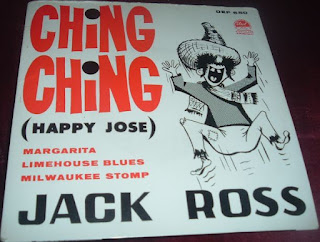 CHING
CHING
(HAPPY JOSE)
MARGARITA
LIMEHOUSE BLUES
MILWAUKEE STOMP
JACK ROSS